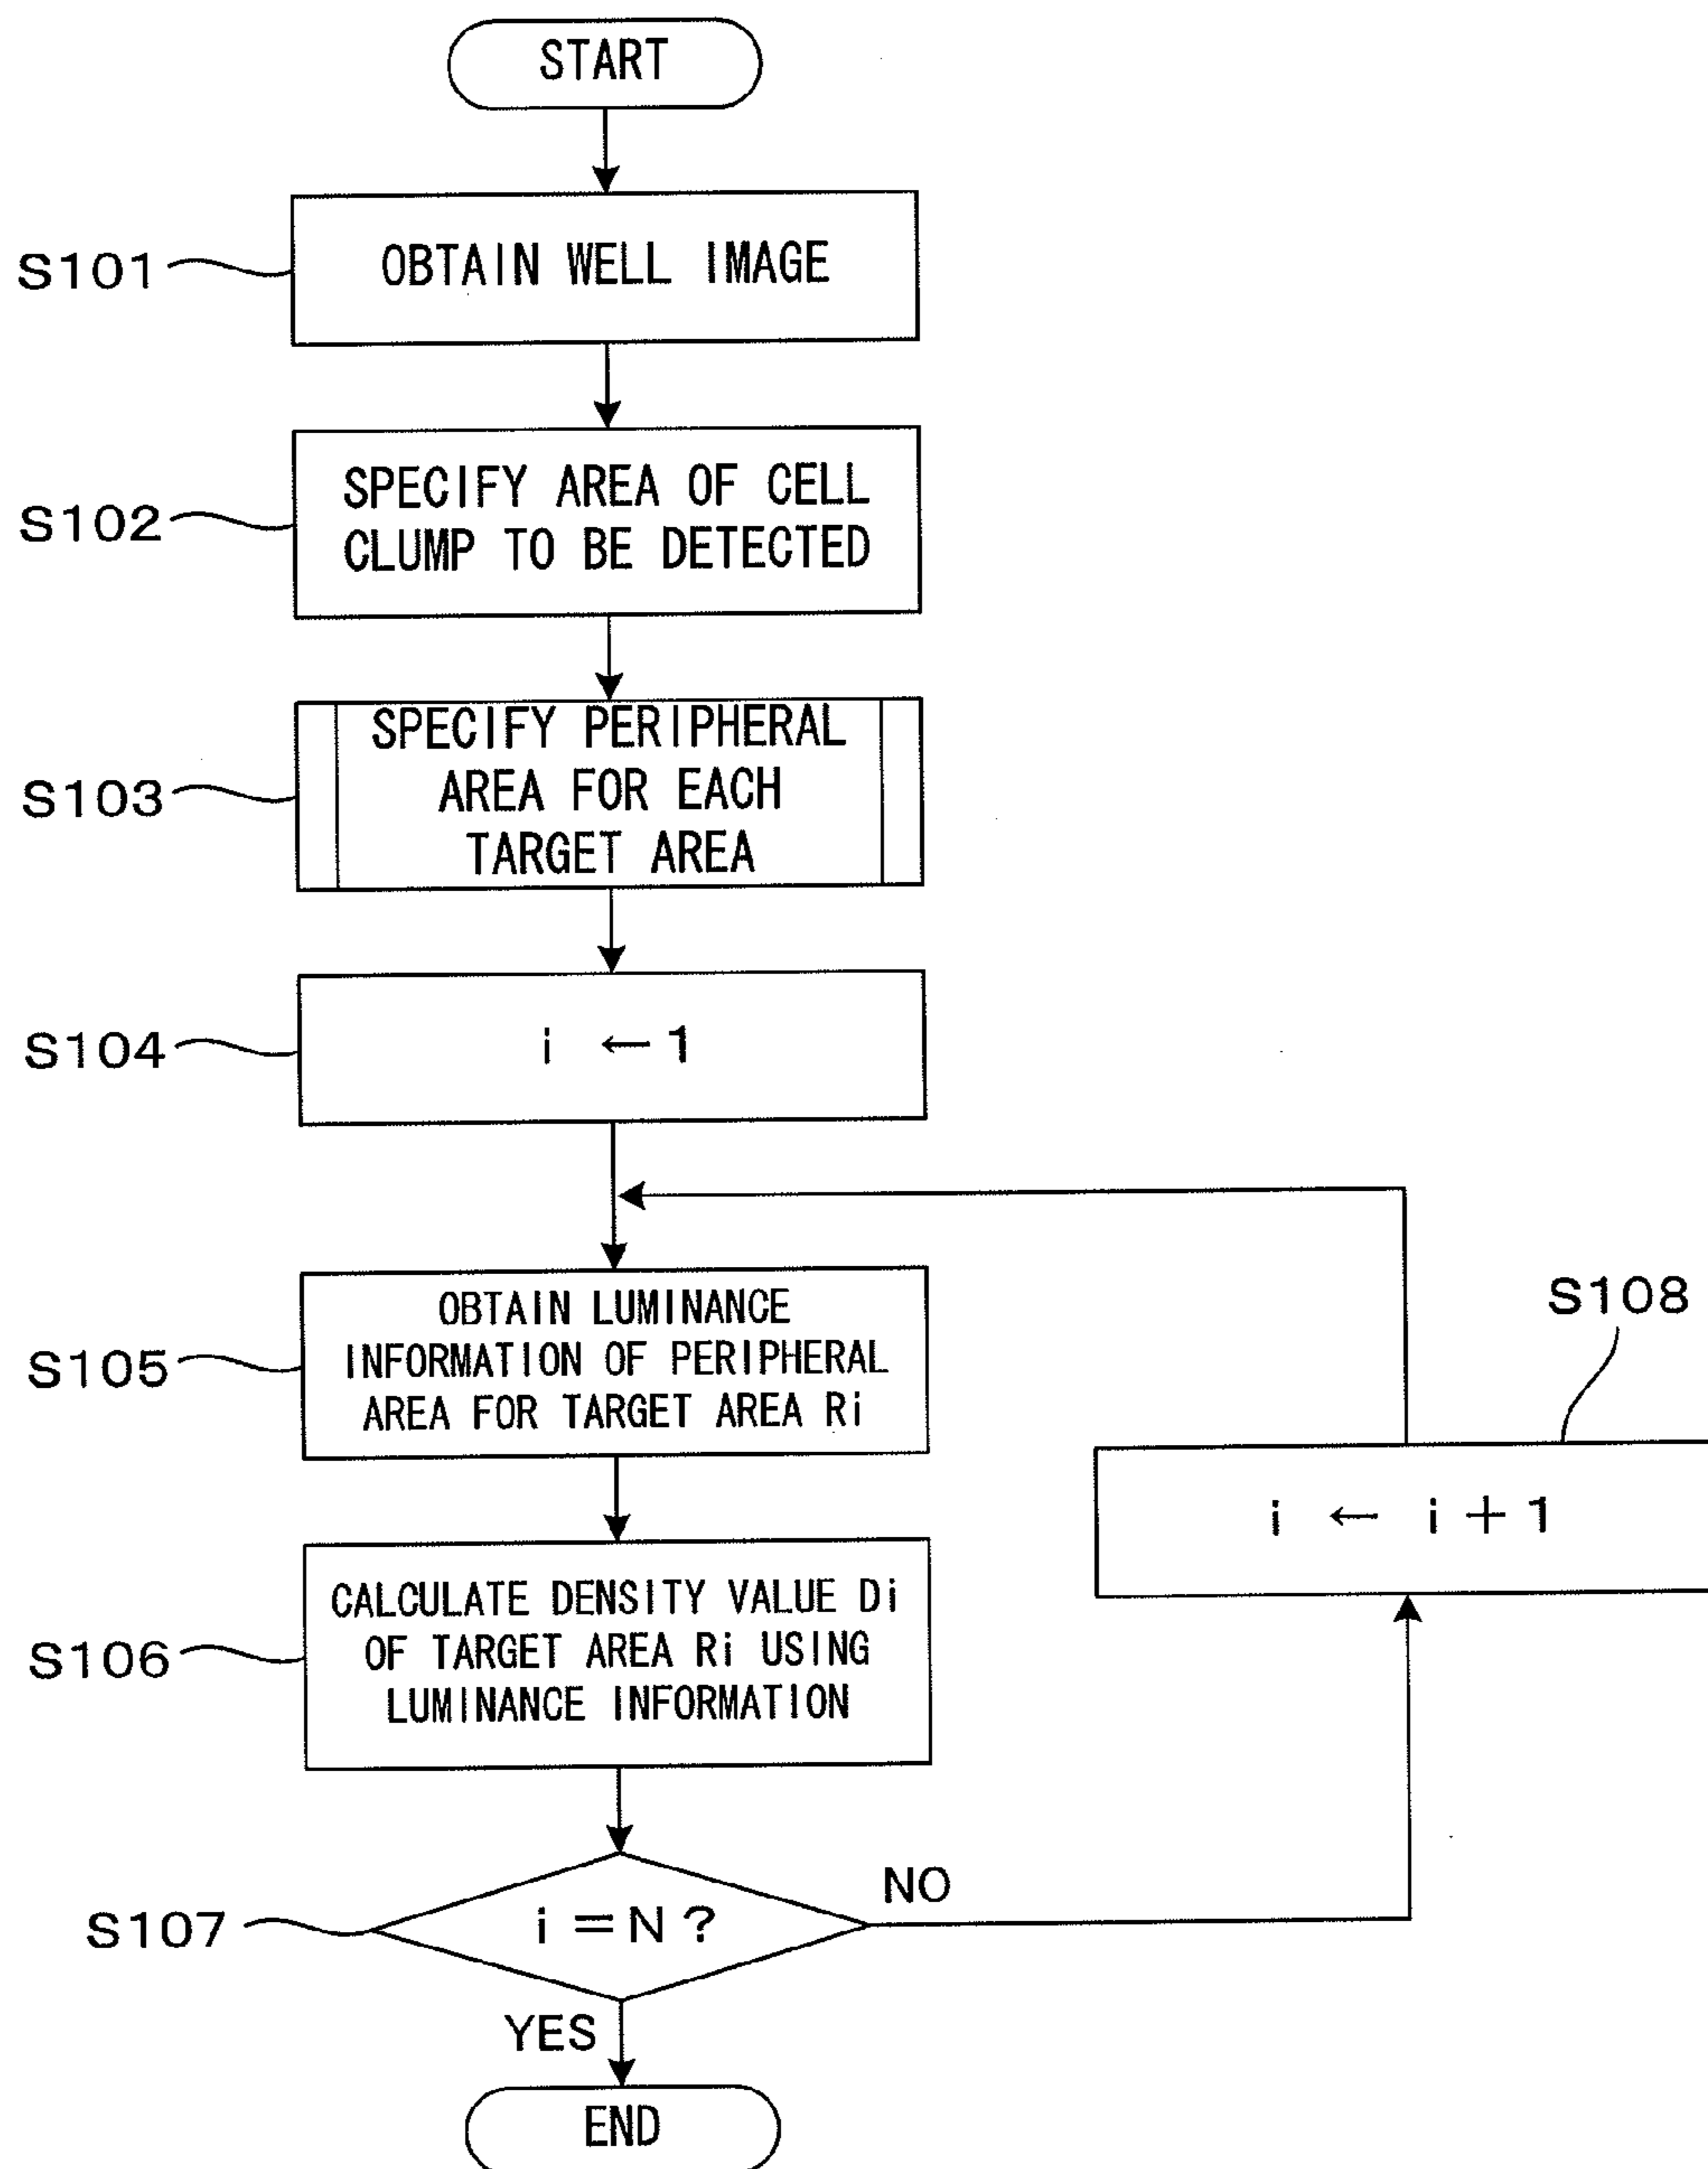 START
S101
OBTAIN WELL IMAGE
S102
SPECIFY AREA OF CELL
CLUMP TO BE DETECTED
S103
SPECIFY PERIPHERAL
AREA FOR EACH
TARGET AREA
S104
i ← 1
S105
OBTAIN LUMINANCE
INFORMATION OF PERIPHERAL
AREA FOR TARGET AREA Ri
S108
i ← i + 1
S106
CALCULATE DENSITY VALUE Di
OF TARGET AREA Ri USING
LUMINANCE INFORMATION
S107
i = N ?
NO
YES
END